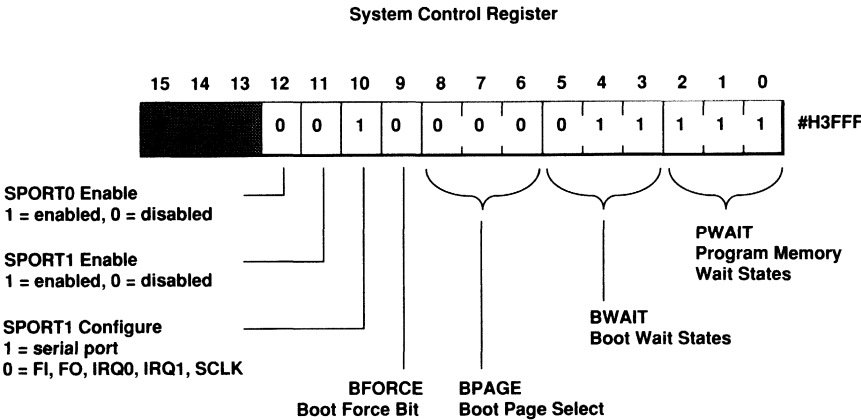 System Control Register
15 14 13 12 11 10 9 8 7 6 5 4 3 2 1 0
0 0 1 0 0 0 0 0 1 1 1 1 1 #H3FFF
SPORT0 Enable
1 = enabled, 0 = disabled
SPORT1 Enable
1 = enabled, 0 = disabled
SPORT1 Configure
1 = serial port
0 = FI, FO, IRQ0, IRQ1, SCLK
BFORCE
Boot Force Bit
BPAGE
Boot Page Select
BWAIT
Boot Wait States
PWAIT
Program Memory
Wait States